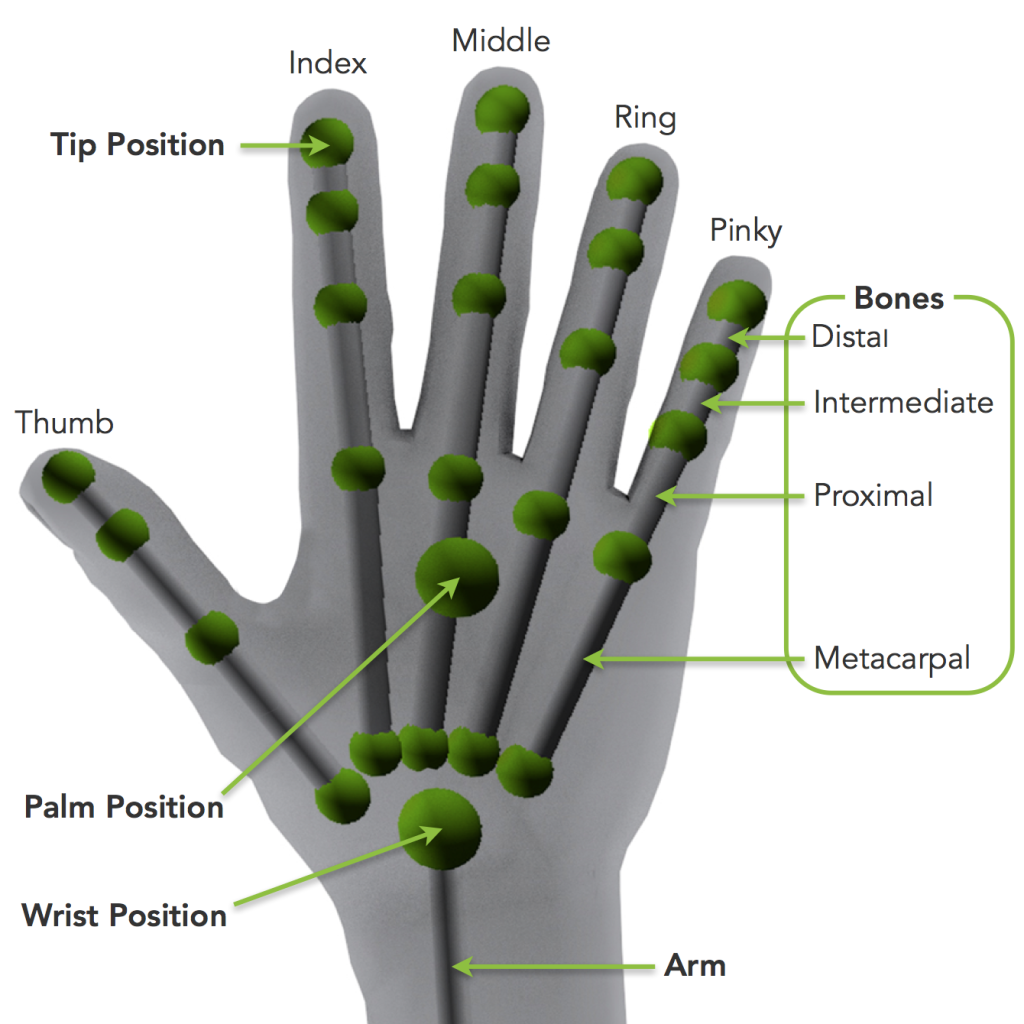 Middle
Index
Ring
Tip Position
Pinky
Bones
Distal
Intermediate
Thumb
Proximal
Metacarpal
Palm Position
Wrist Position
Arm